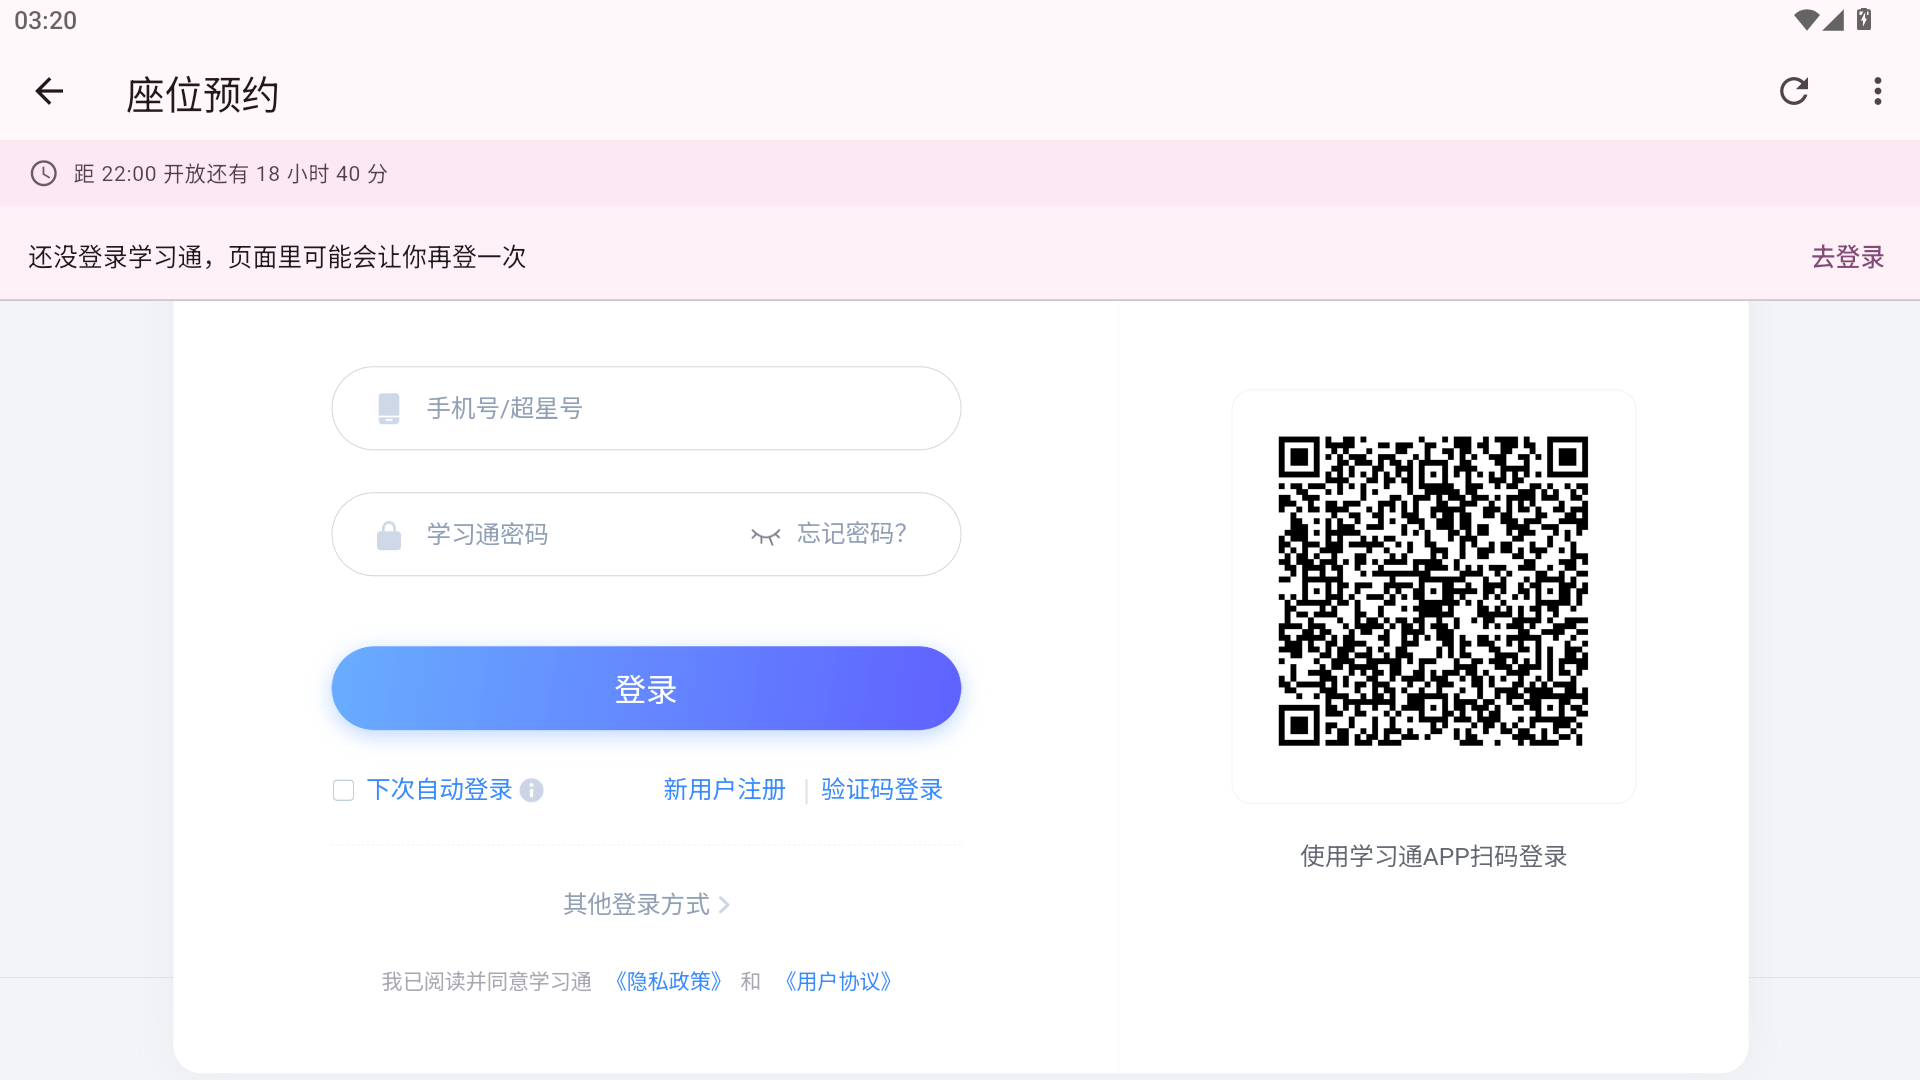 03:20
座位预约
距 22:00 开放还有 18 小时 40 分
还没登录学习通，页面里可能会让你再登一次
去登录
手机号/超星号
学习通密码
忘记密码?
登录
下次自动登录
新用户注册 | 验证码登录
其他登录方式
我已阅读并同意学习通 《隐私政策》 和 《用户协议》
使用学习通APP扫码登录